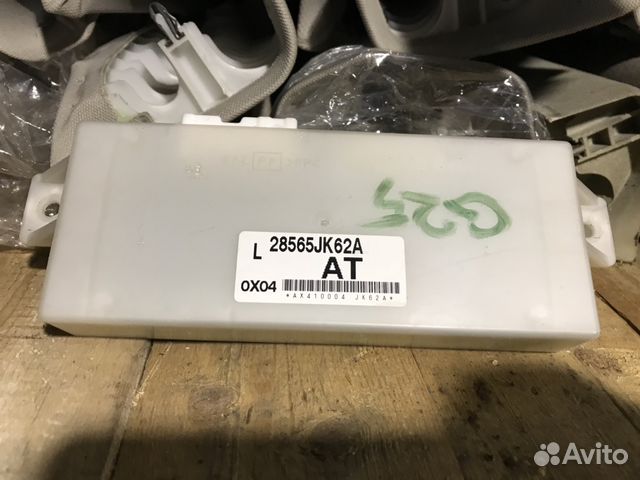 G25
L 28565JK62A
AT
0X04
*AX410004 JK62A*
Avito